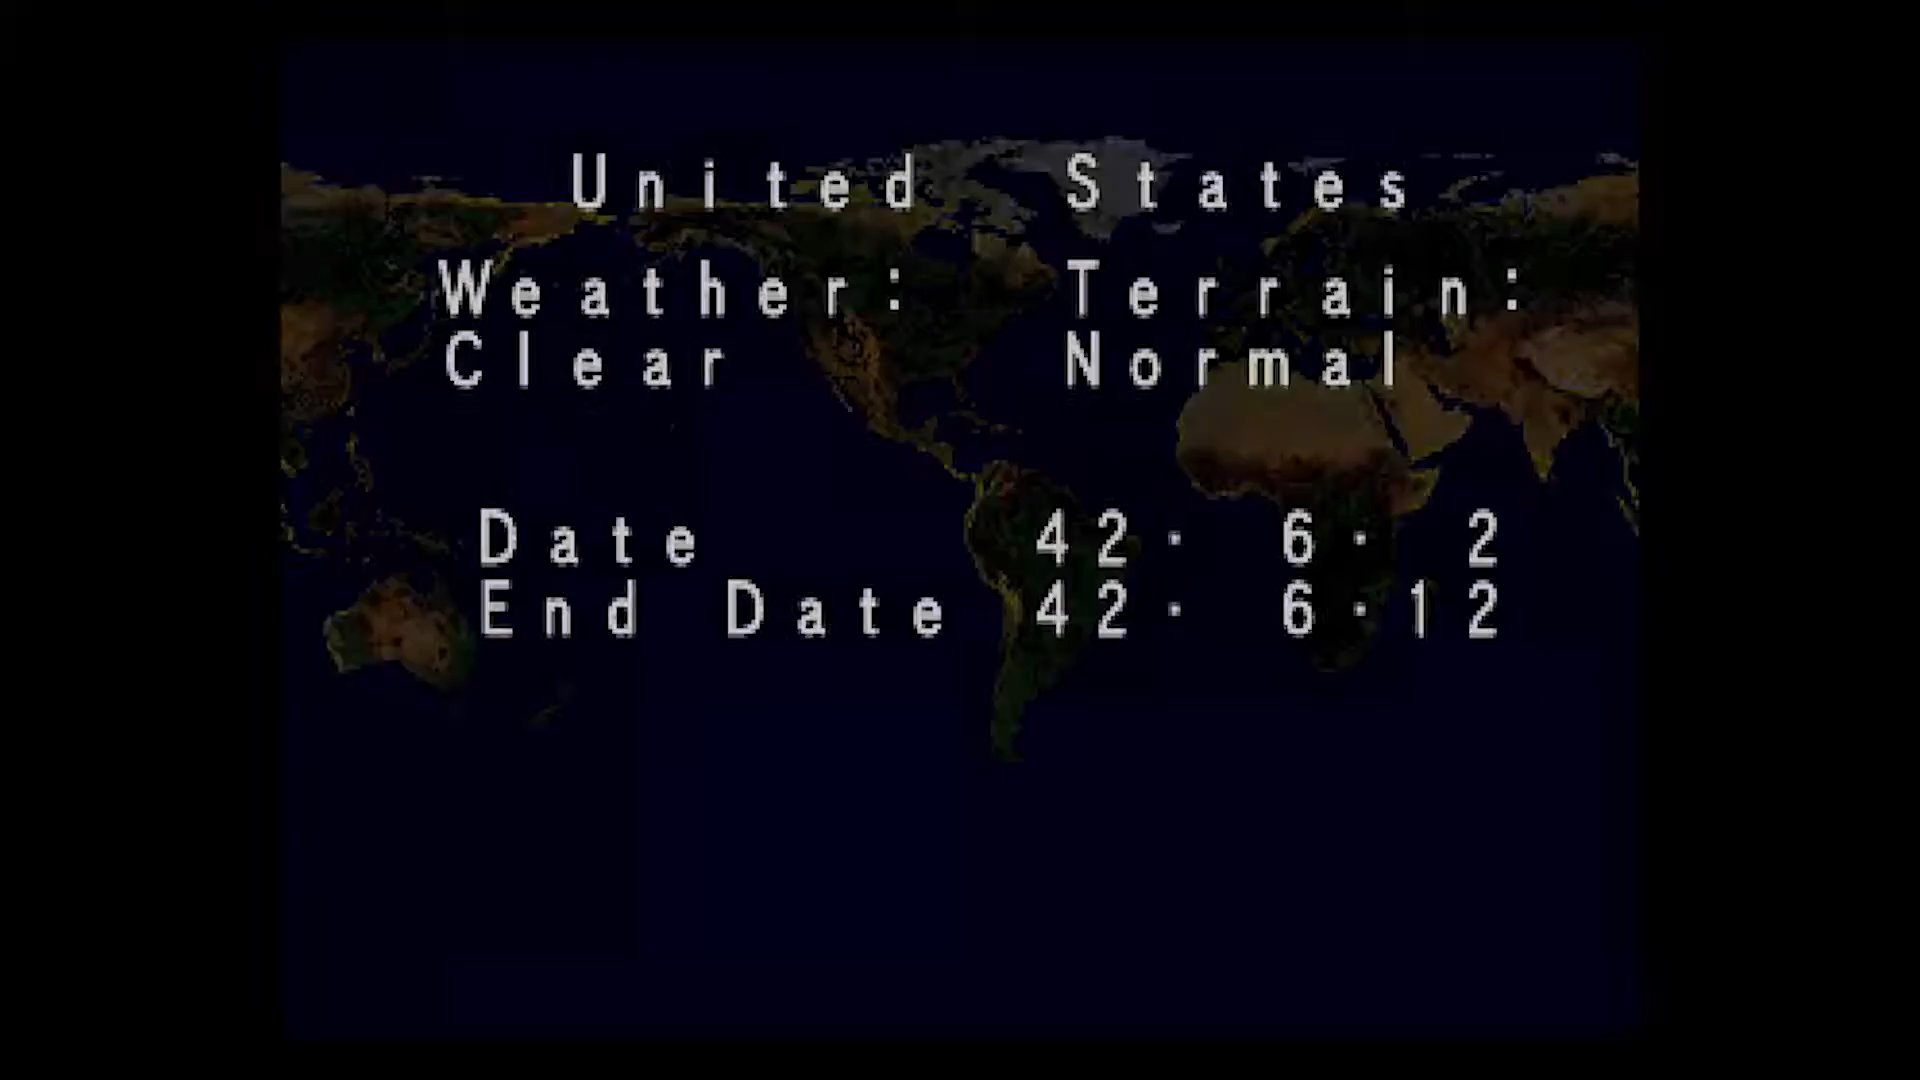 United States
Weather: Terrain:
Clear Normal
Date 42. 6. 2
End Date 42. 6.12